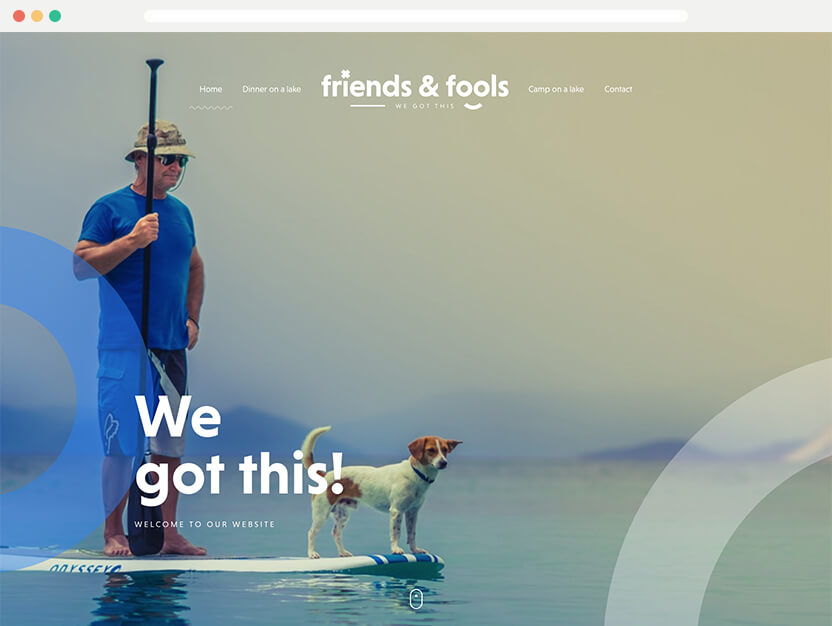 Home
Dinner on a lake
friends & fools
WE GOT THIS
Camp on a lake
Contact
We
got this!
WELCOME TO OUR WEBSITE
ODYSSEY